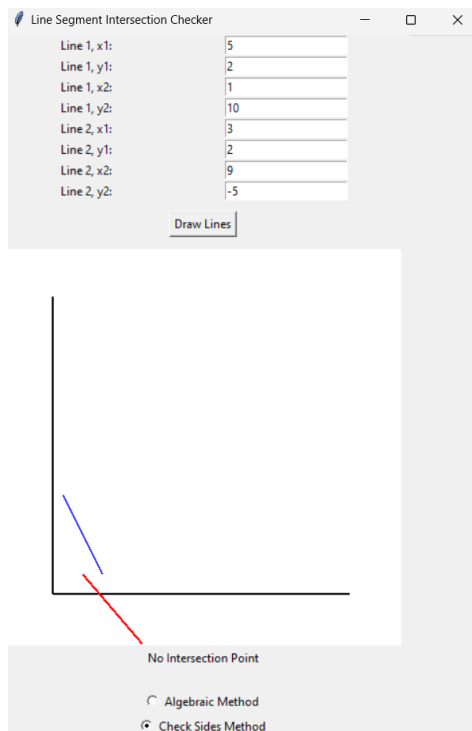 Line Segment Intersection Checker
Line 1, x1: 5
Line 1, y1: 2
Line 1, x2: 1
Line 1, y2: 10
Line 2, x1: 3
Line 2, y1: 2
Line 2, x2: 9
Line 2, y2: -5
Draw Lines
No Intersection Point
Algebraic Method
Check Sides Method